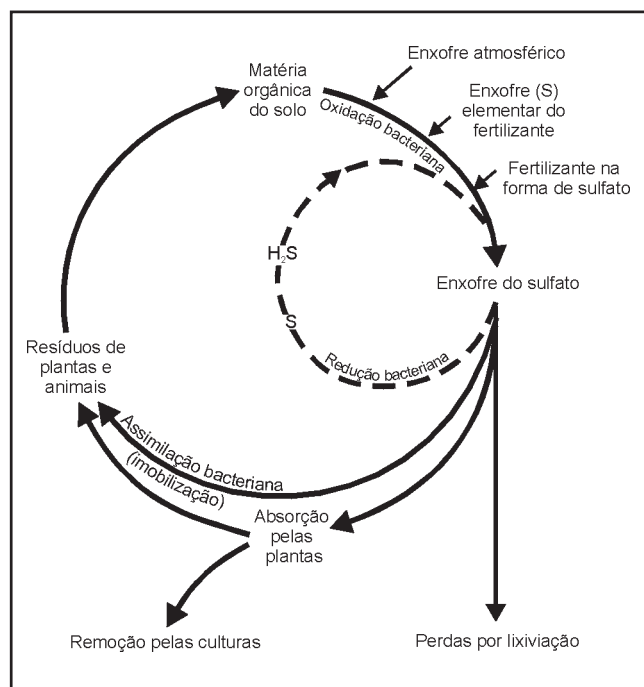 Matéria
orgânica
do solo
Enxofre atmosférico
Enxofre (S)
elementar do
fertilizante
Oxidação bacteriana
Fertilizante na
forma de sulfato
H₂S
Enxofre do sulfato
S
Redução bacteriana
Resíduos de
plantas e
animais
Assimilação bacteriana
(imobilização)
Absorção
pelas
plantas
Remoção pelas culturas
Perdas por lixiviação